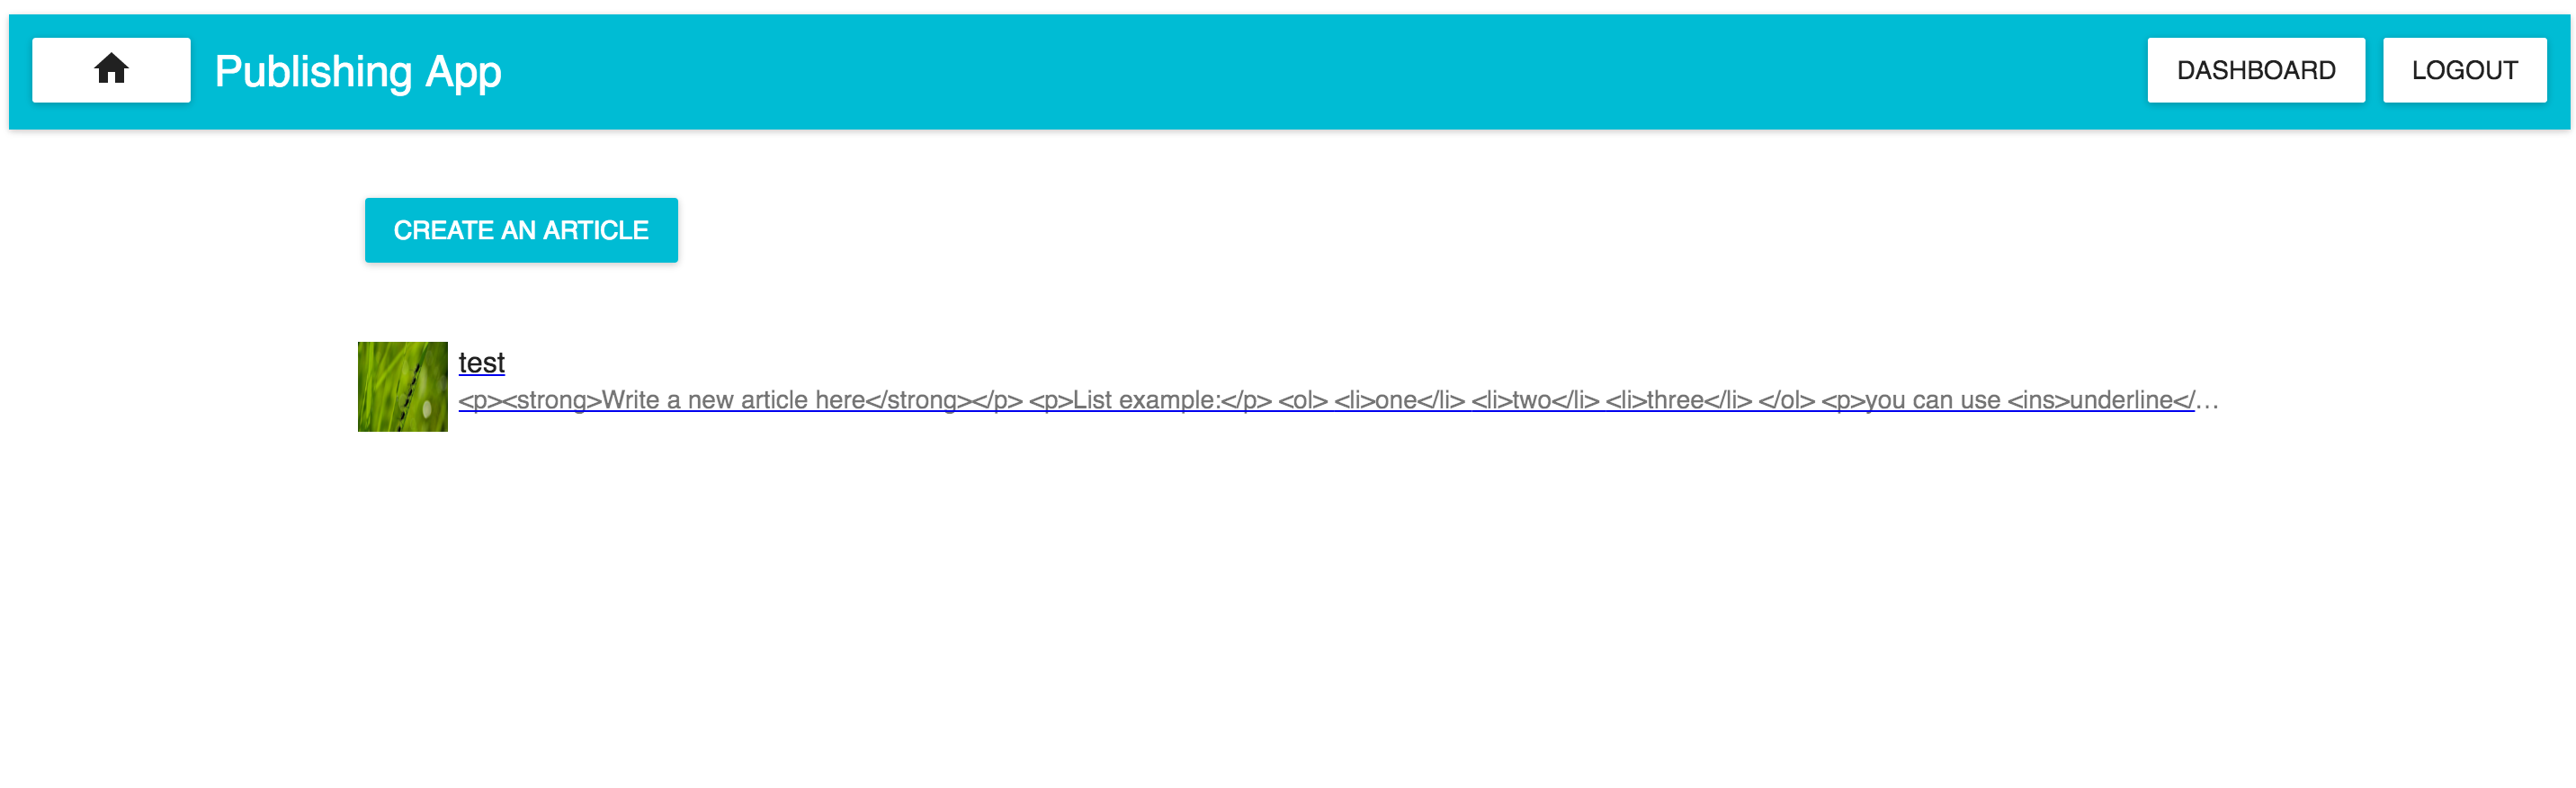 Publishing App
DASHBOARD
LOGOUT
CREATE AN ARTICLE
test
<p><strong>Write a new article here</strong></p> <p>List example:</p> <ol> <li>one</li> <li>two</li> <li>three</li> </ol> <p>you can use <ins>underline</...